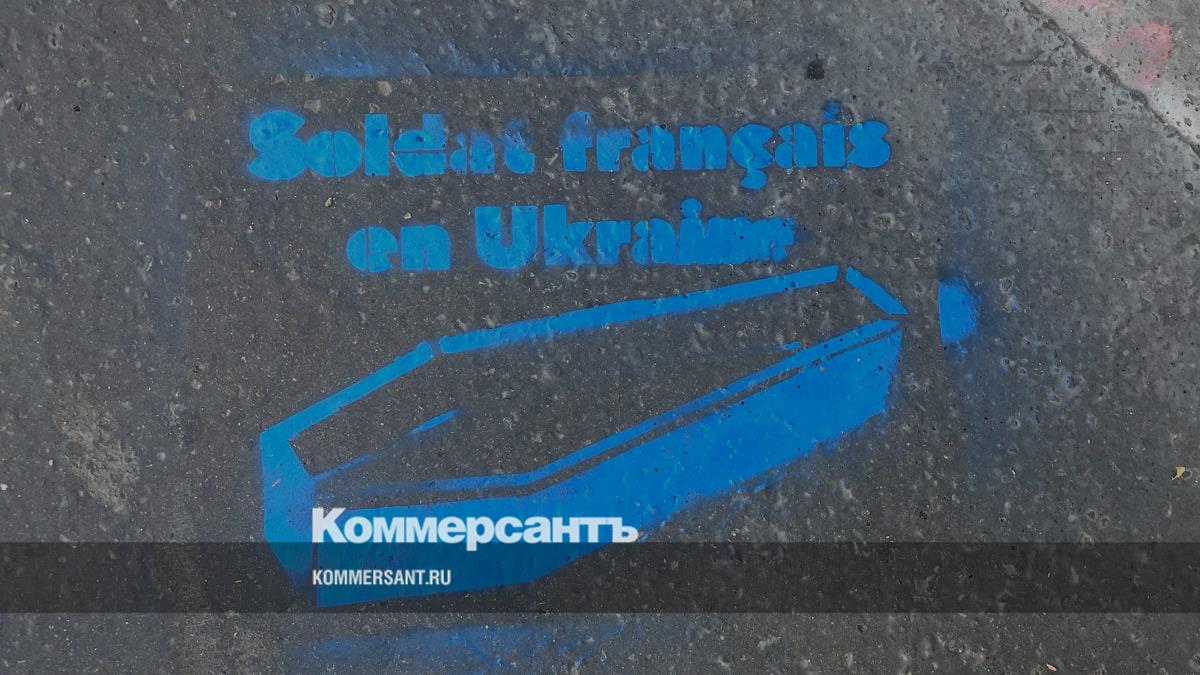 Soldat français
en Ukraine
Коммерсантъ
KOMMERSANT.RU